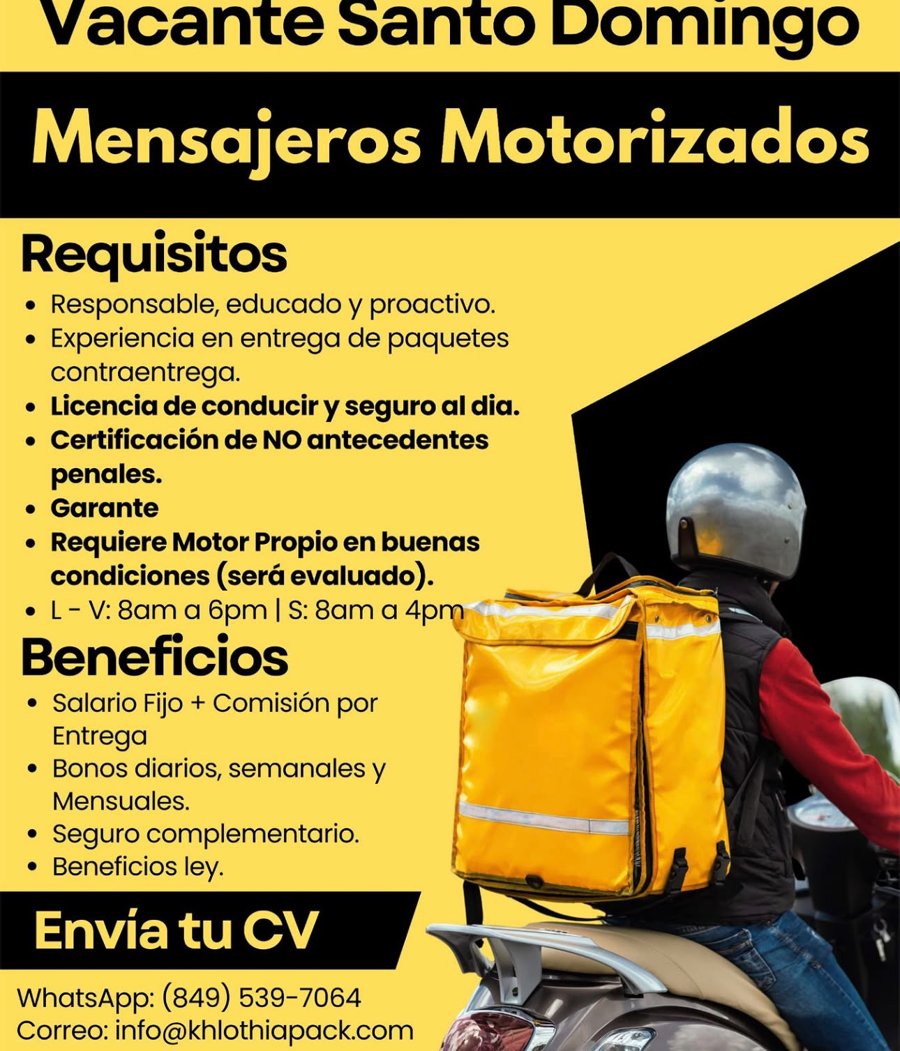 Vacante Santo Domingo
Mensajeros Motorizados
Requisitos
• Responsable, educado y proactivo.
• Experiencia en entrega de paquetes
contraentrega.
• Licencia de conducir y seguro al dia.
• Certificación de NO antecedentes
penales.
• Garante
• Requiere Motor Propio en buenas
condiciones (será evaluado).
• L - V: 8am a 6pm | S: 8am a 4pm
Beneficios
• Salario Fijo + Comisión por
Entrega
• Bonos diarios, semanales y
Mensuales.
• Seguro complementario.
• Beneficios ley.
Envía tu CV
WhatsApp: (849) 539-7064
Correo: info@khlothiapack.com